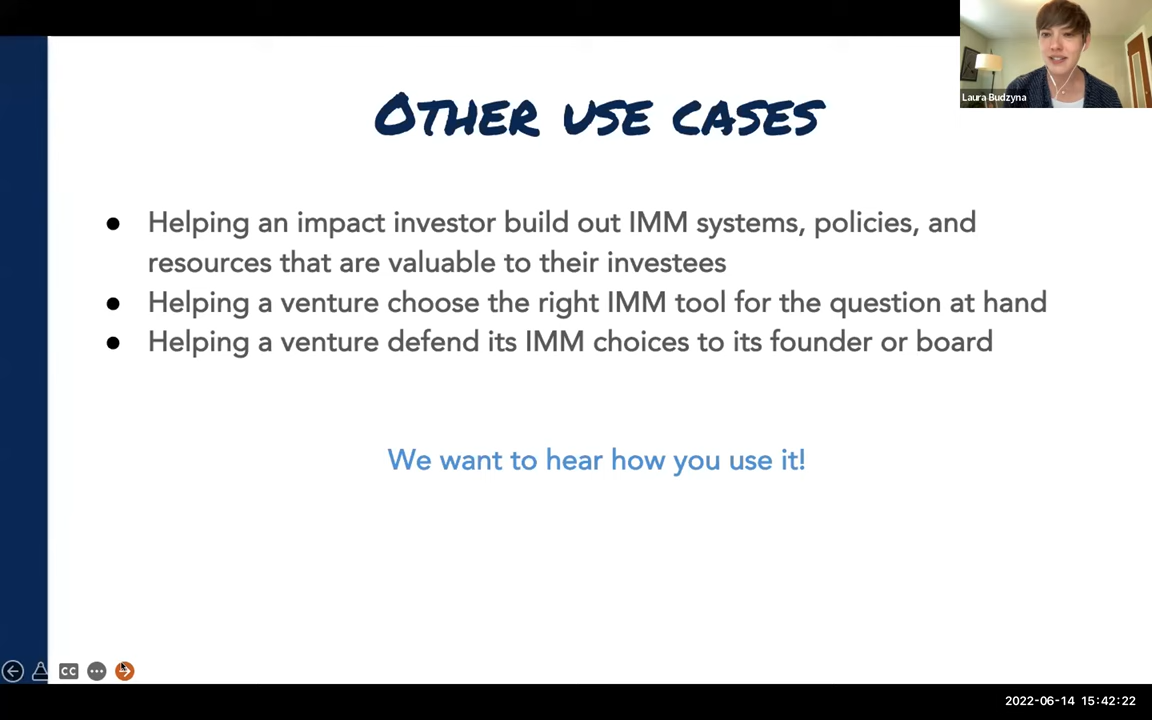 Laura Budzyna
OTHER USE CASES
● Helping an impact investor build out IMM systems, policies, and
resources that are valuable to their investees
● Helping a venture choose the right IMM tool for the question at hand
● Helping a venture defend its IMM choices to its founder or board
We want to hear how you use it!
CC
2022-06-14 15:42:22